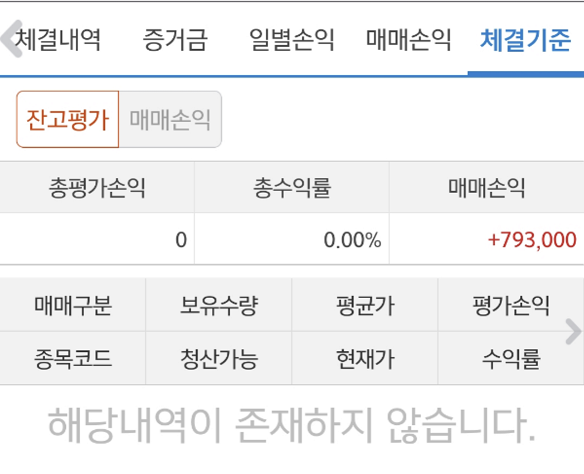 체결내역 증거금 일별손익 매매손익 체결기준
잔고평가 매매손익
총평가손익 총수익률 매매손익
0 0.00% +793,000
매매구분 보유수량 평균가 평가손익
종목코드 청산가능 현재가 수익률
해당내역이 존재하지 않습니다.